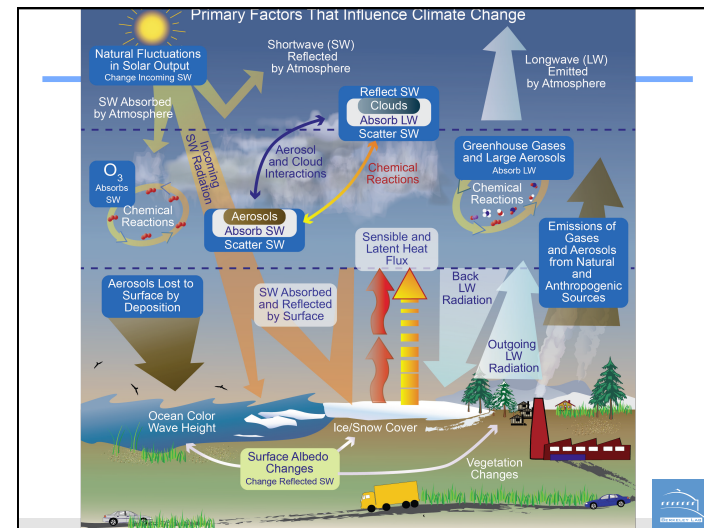 Primary Factors That Influence Climate Change
Natural Fluctuations
in Solar Output
Change Incoming SW
Shortwave (SW)
Reflected
by Atmosphere
Longwave (LW)
Emitted
by Atmosphere
SW Absorbed
by Atmosphere
Reflect SW
Clouds
Absorb LW
Scatter SW
Incoming
SW Radiation
Aerosol
and Cloud
Interactions
Chemical
Reactions
Greenhouse Gases
and Large Aerosols
Absorb LW
Chemical
Reactions
O3
Absorbs
SW
Chemical
Reactions
Aerosols
Absorb SW
Scatter SW
Emissions of
Gases
and Aerosols
from Natural
and
Anthropogenic
Sources
Sensible and
Latent Heat
Flux
Aerosols Lost to
Surface by
Deposition
SW Absorbed
and Reflected
by Surface
Back
LW
Radiation
Outgoing
LW
Radiation
Ocean Color
Wave Height
Ice/Snow Cover
Surface Albedo
Changes
Change Reflected SW
Vegetation
Changes
BERKELEY LAB